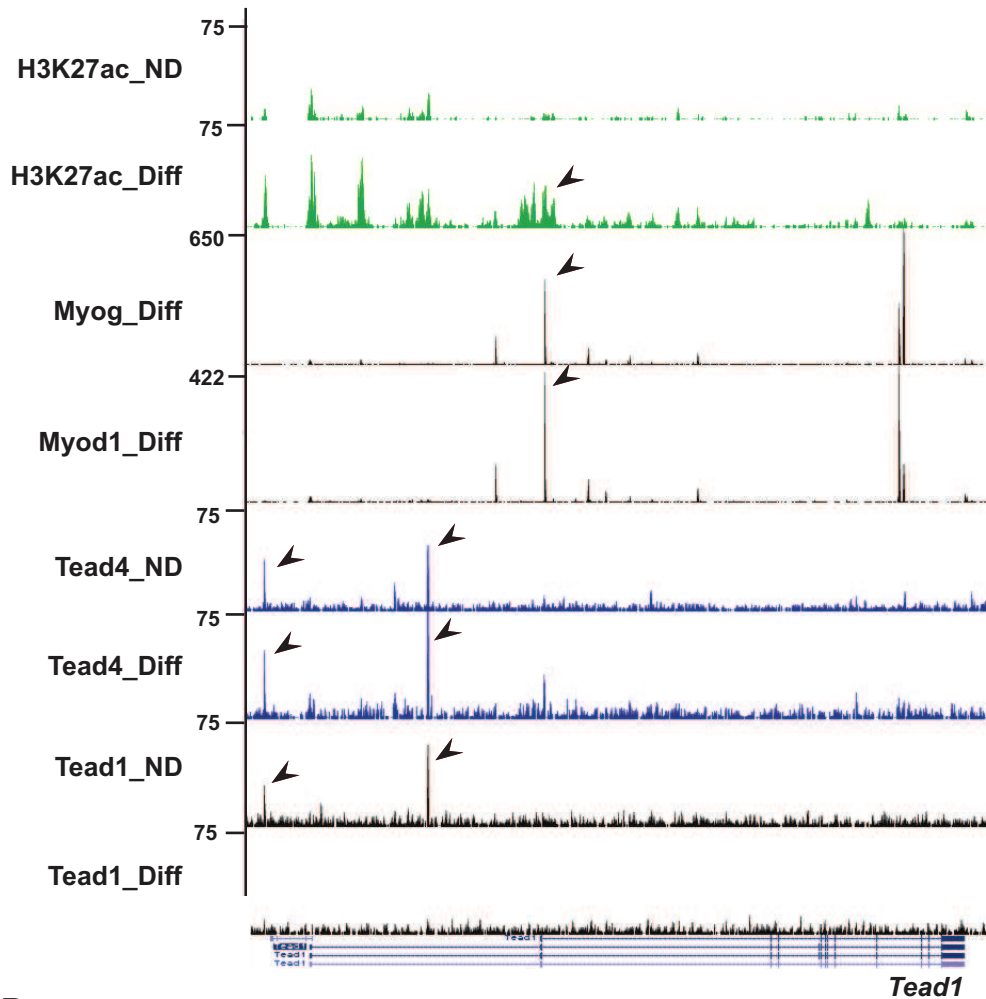 75
H3K27ac_ND
75
H3K27ac_Diff
650
Myog_Diff
422
Myod1_Diff
75
Tead4_ND
75
Tead4_Diff
75
Tead1_ND
75
Tead1_Diff
Tead1
Tead1
Tead1
Tead1